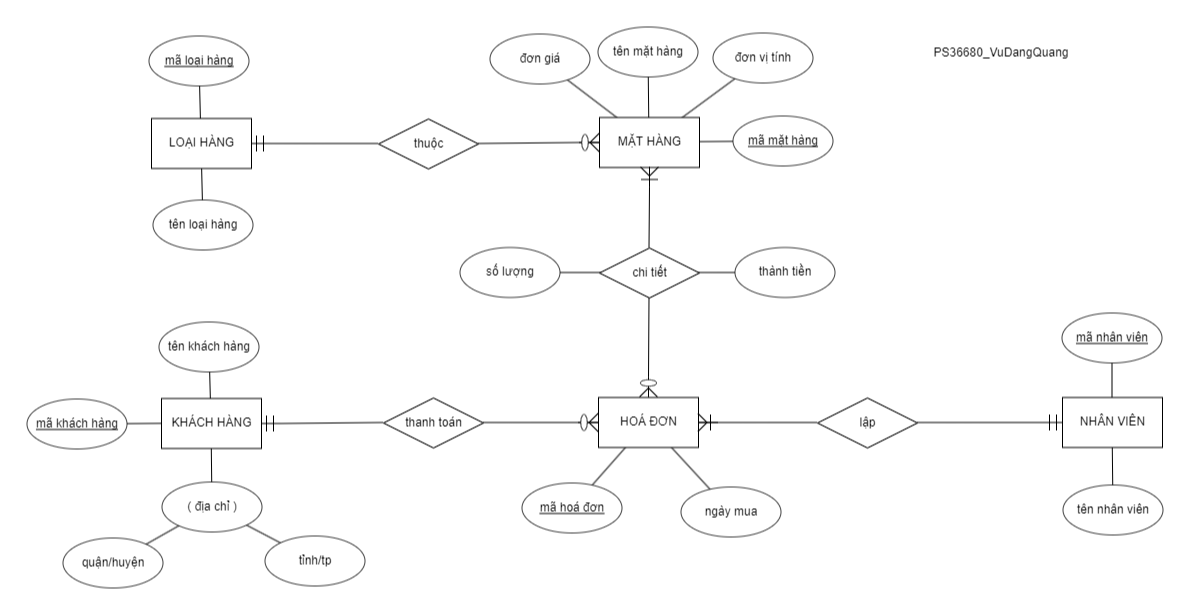 PS36680_VuDangQuang
mã loại hàng
LOẠI HÀNG
tên loại hàng
thuộc
đơn giá
tên mặt hàng
đơn vị tính
MẶT HÀNG
mã mặt hàng
số lượng
chi tiết
thành tiền
tên khách hàng
mã khách hàng
KHÁCH HÀNG
( địa chỉ )
quận/huyện
tỉnh/tp
thanh toán
HOÁ ĐƠN
mã hoá đơn
ngày mua
lập
mã nhân viên
NHÂN VIÊN
tên nhân viên